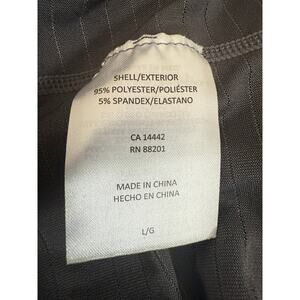 SHELL/EXTERIOR
95% POLYESTER/POLIÉSTER
5% SPANDEX/ELASTANO
CA 14442
RN 88201
MADE IN CHINA
HECHO EN CHINA
L/G